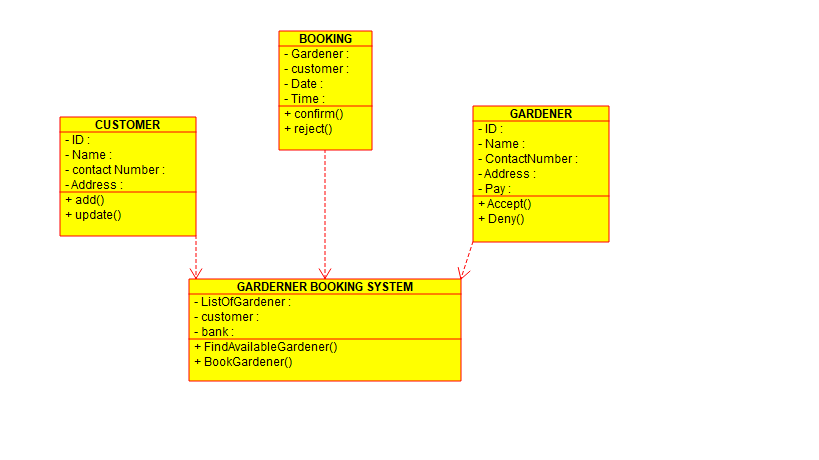 BOOKING
- Gardener :
- customer :
- Date :
- Time :
+ confirm()
+ reject()
CUSTOMER
- ID :
- Name :
- contact Number :
- Address :
+ add()
+ update()
GARDENER
- ID :
- Name :
- ContactNumber :
- Address :
- Pay :
+ Accept()
+ Deny()
GARDERNER BOOKING SYSTEM
- ListOfGardener :
- customer :
- bank :
+ FindAvailableGardener()
+ BookGardener()